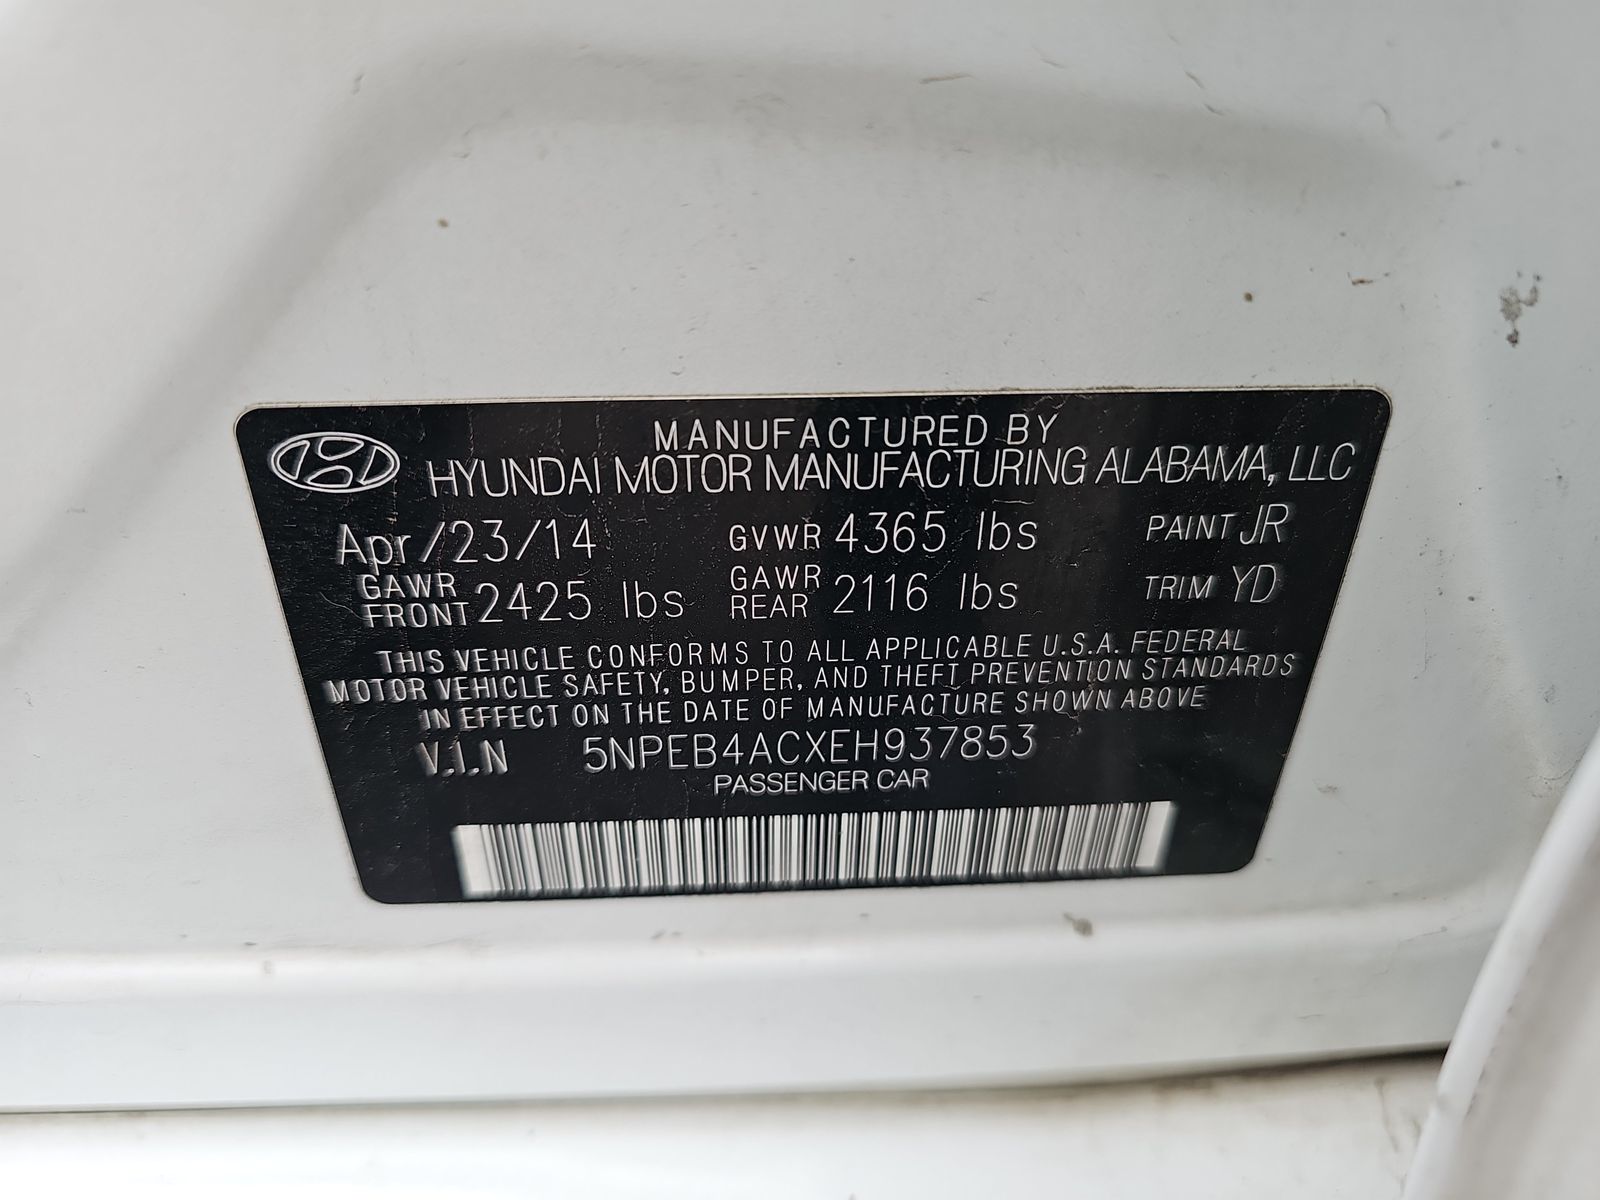 MANUFACTURED BY
HYUNDAI MOTOR MANUFACTURING ALABAMA, LLC
Apr/23/14 GVWR 4365 lbs PAINT JR
GAWR FRONT 2425 lbs GAWR REAR 2116 lbs TRIM YD
THIS VEHICLE CONFORMS TO ALL APPLICABLE U.S.A. FEDERAL
MOTOR VEHICLE SAFETY, BUMPER, AND THEFT PREVENTION STANDARDS
IN EFFECT ON THE DATE OF MANUFACTURE SHOWN ABOVE
V.I.N 5NPEB4ACXEH937853
PASSENGER CAR